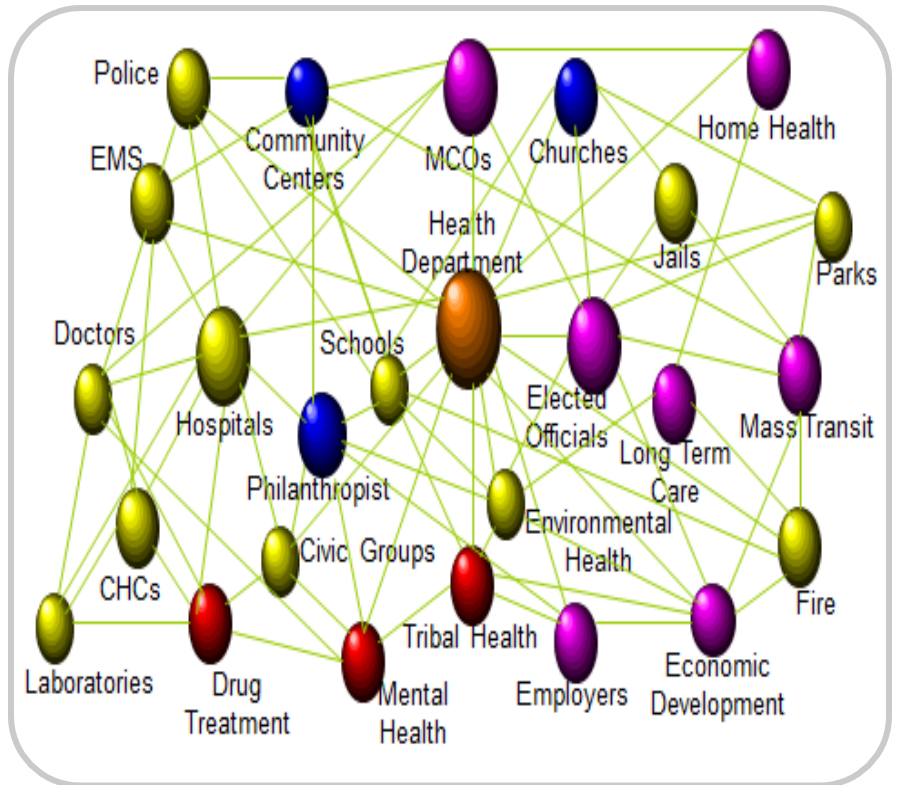 Police
Community
Centers
MCOs
Churches
Home Health
EMS
Health
Department
Jails
Parks
Doctors
Hospitals
Schools
Elected
Officials
Long Term
Care
Mass Transit
Philanthropist
Environmental
Health
Civic Groups
CHCs
Fire
Tribal Health
Laboratories
Drug
Treatment
Mental
Health
Employers
Economic
Development